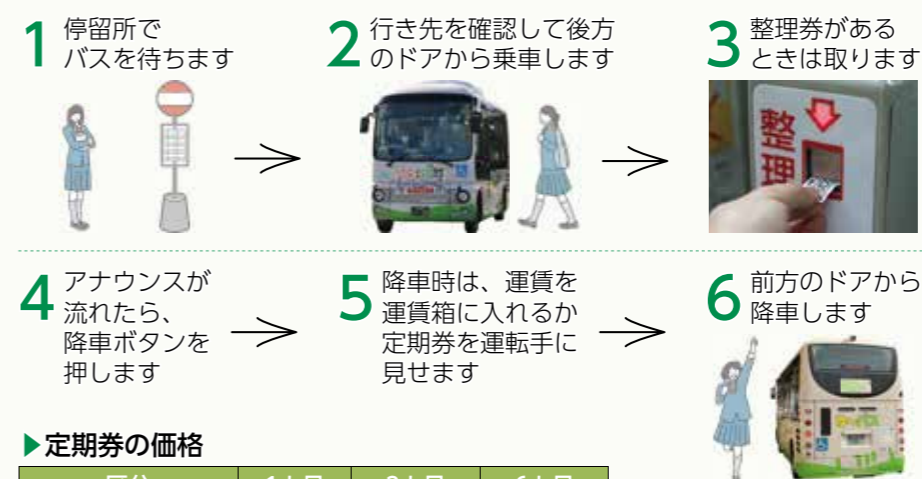 1 停留所で
バスを待ちます
2 行き先を確認して後方
のドアから乗車します
3 整理券がある
ときは取ります
整理
4 アナウンスが
流れたら、
降車ボタンを
押します
5 降車時は、運賃を
運賃箱に入れるか
定期券を運転手に
見せます
6 前方のドアから
降車します
▶定期券の価格